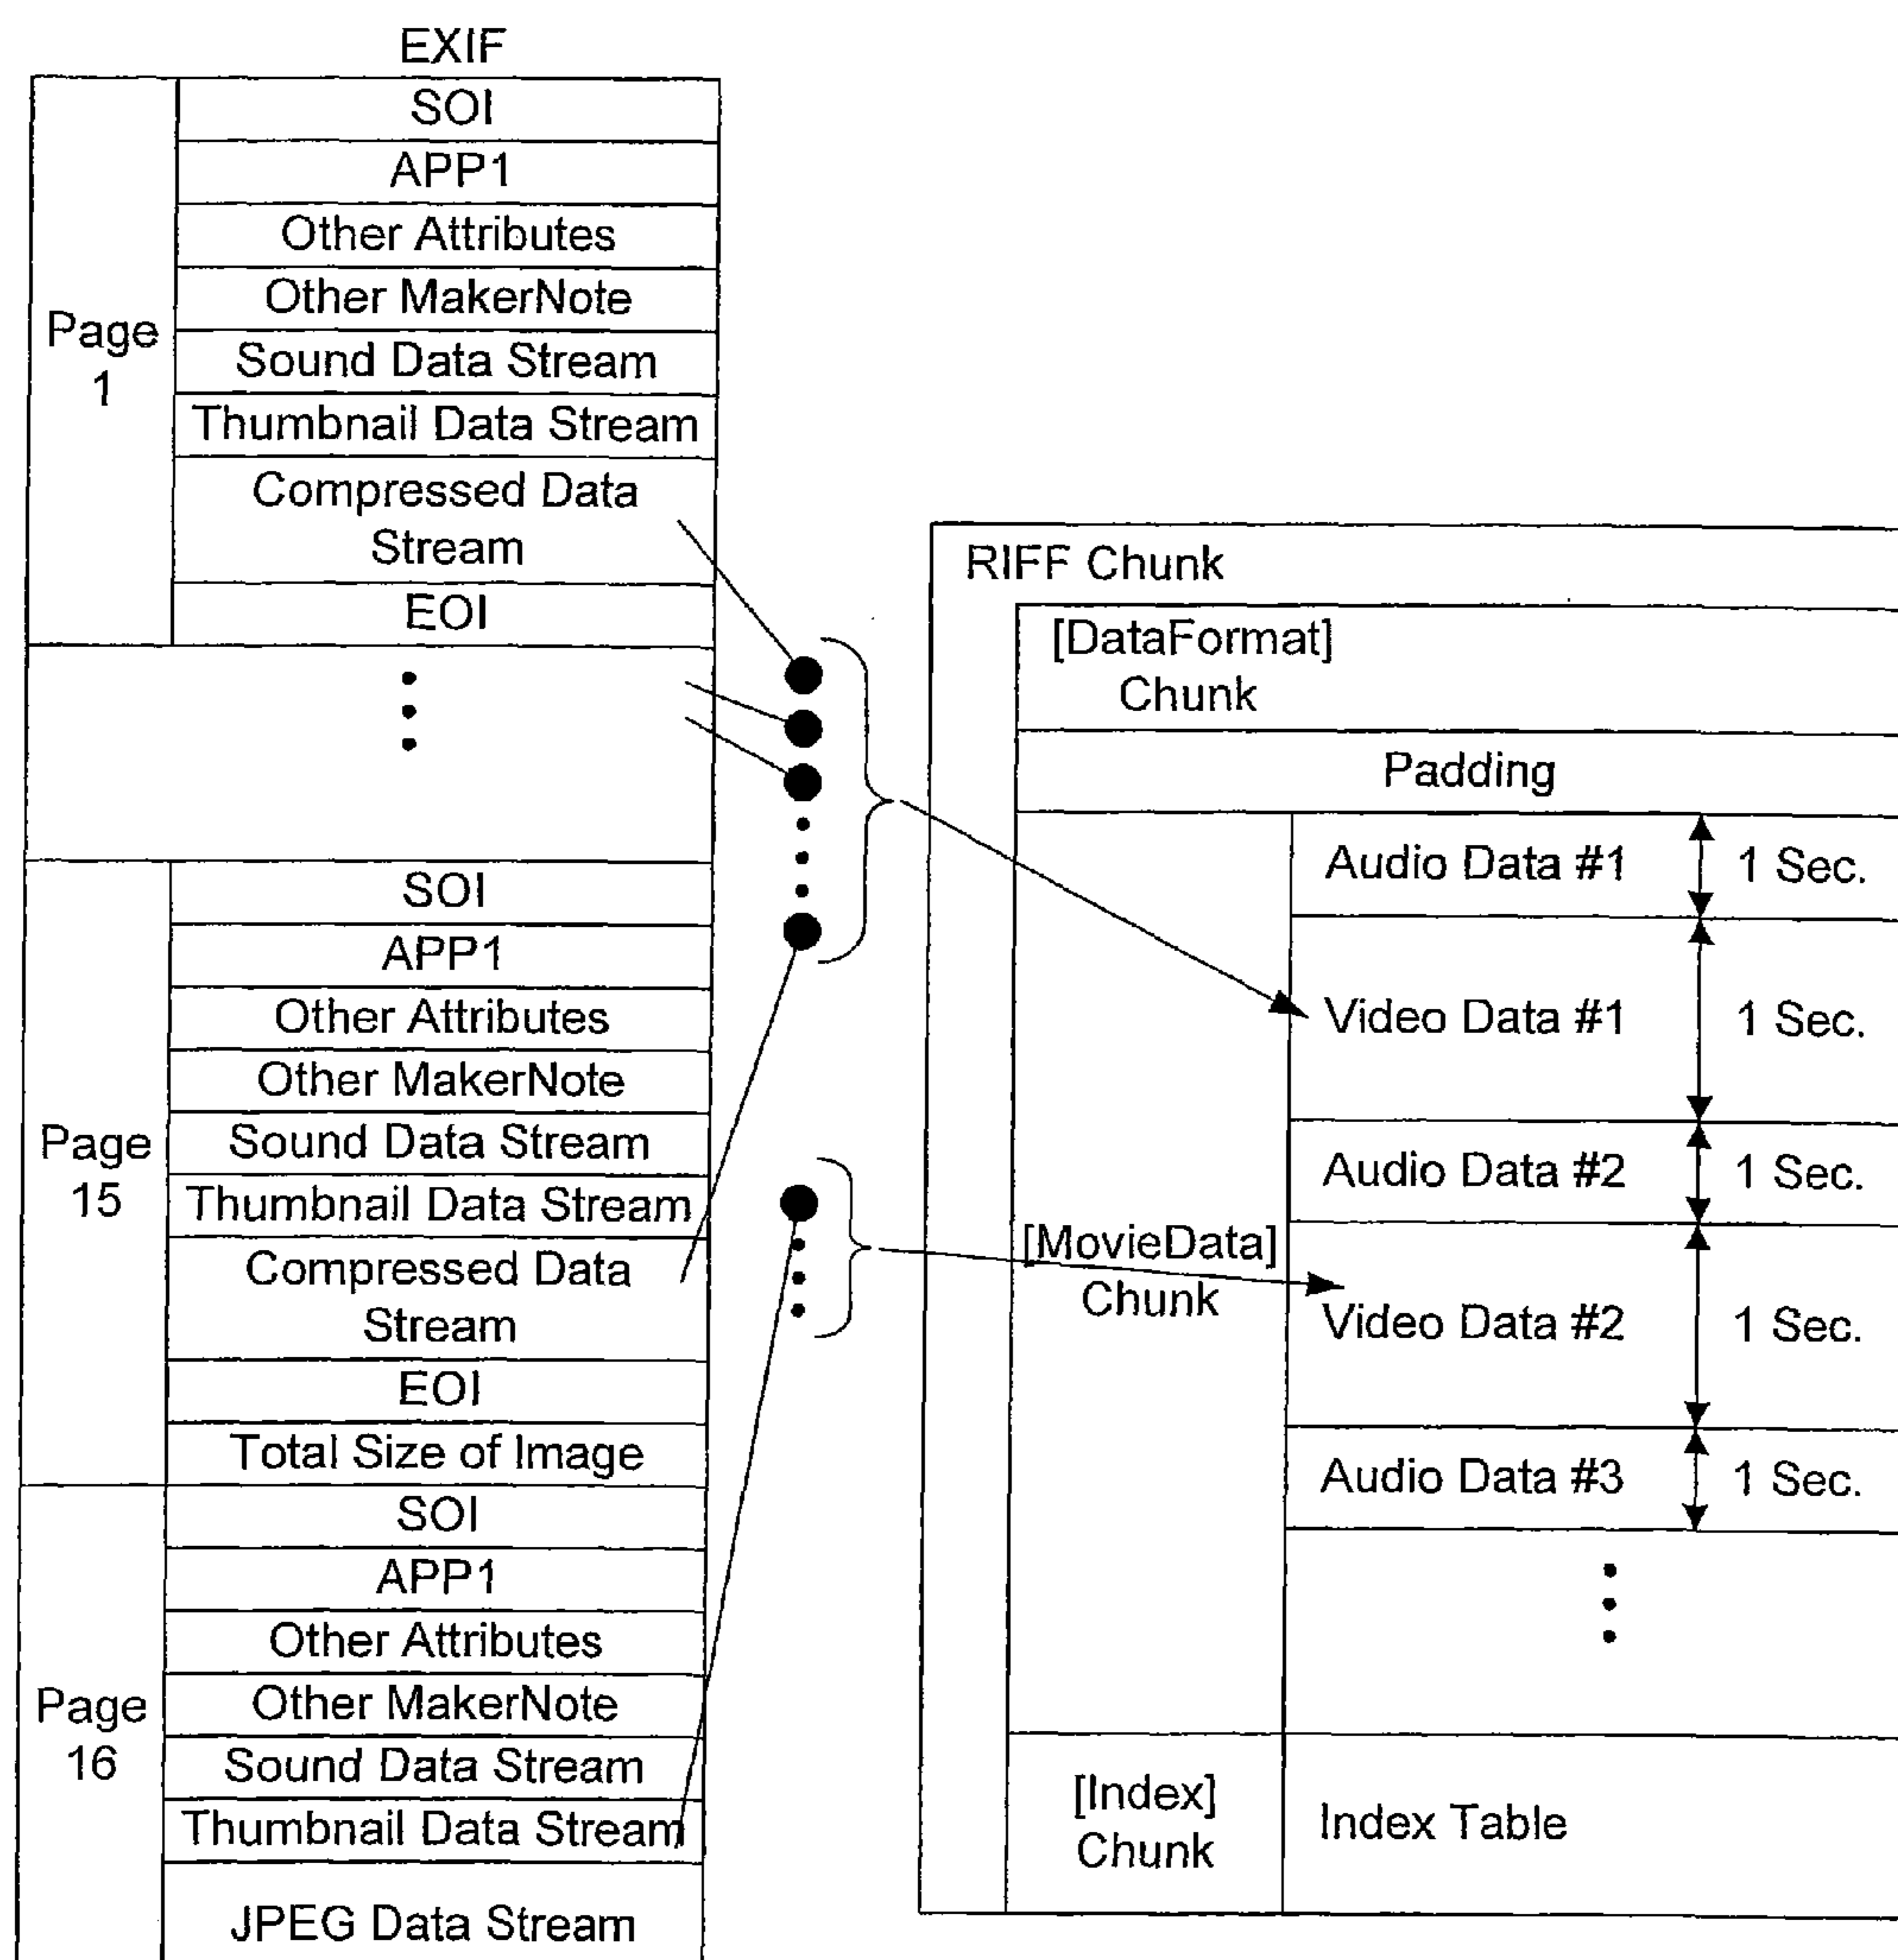 EXIF
Page
1
SOI
APP1
Other Attributes
Other MakerNote
Sound Data Stream
Thumbnail Data Stream
Compressed Data
Stream
EOI
Page
15
SOI
APP1
Other Attributes
Other MakerNote
Sound Data Stream
Thumbnail Data Stream
Compressed Data
Stream
EOI
Total Size of Image
Page
16
SOI
APP1
Other Attributes
Other MakerNote
Sound Data Stream
Thumbnail Data Stream
JPEG Data Stream
RIFF Chunk
[DataFormat]
Chunk
Padding
[MovieData]
Chunk
Audio Data #1 1 Sec.
Video Data #1 1 Sec.
Audio Data #2 1 Sec.
Video Data #2 1 Sec.
Audio Data #3 1 Sec.
[Index]
Chunk
Index Table